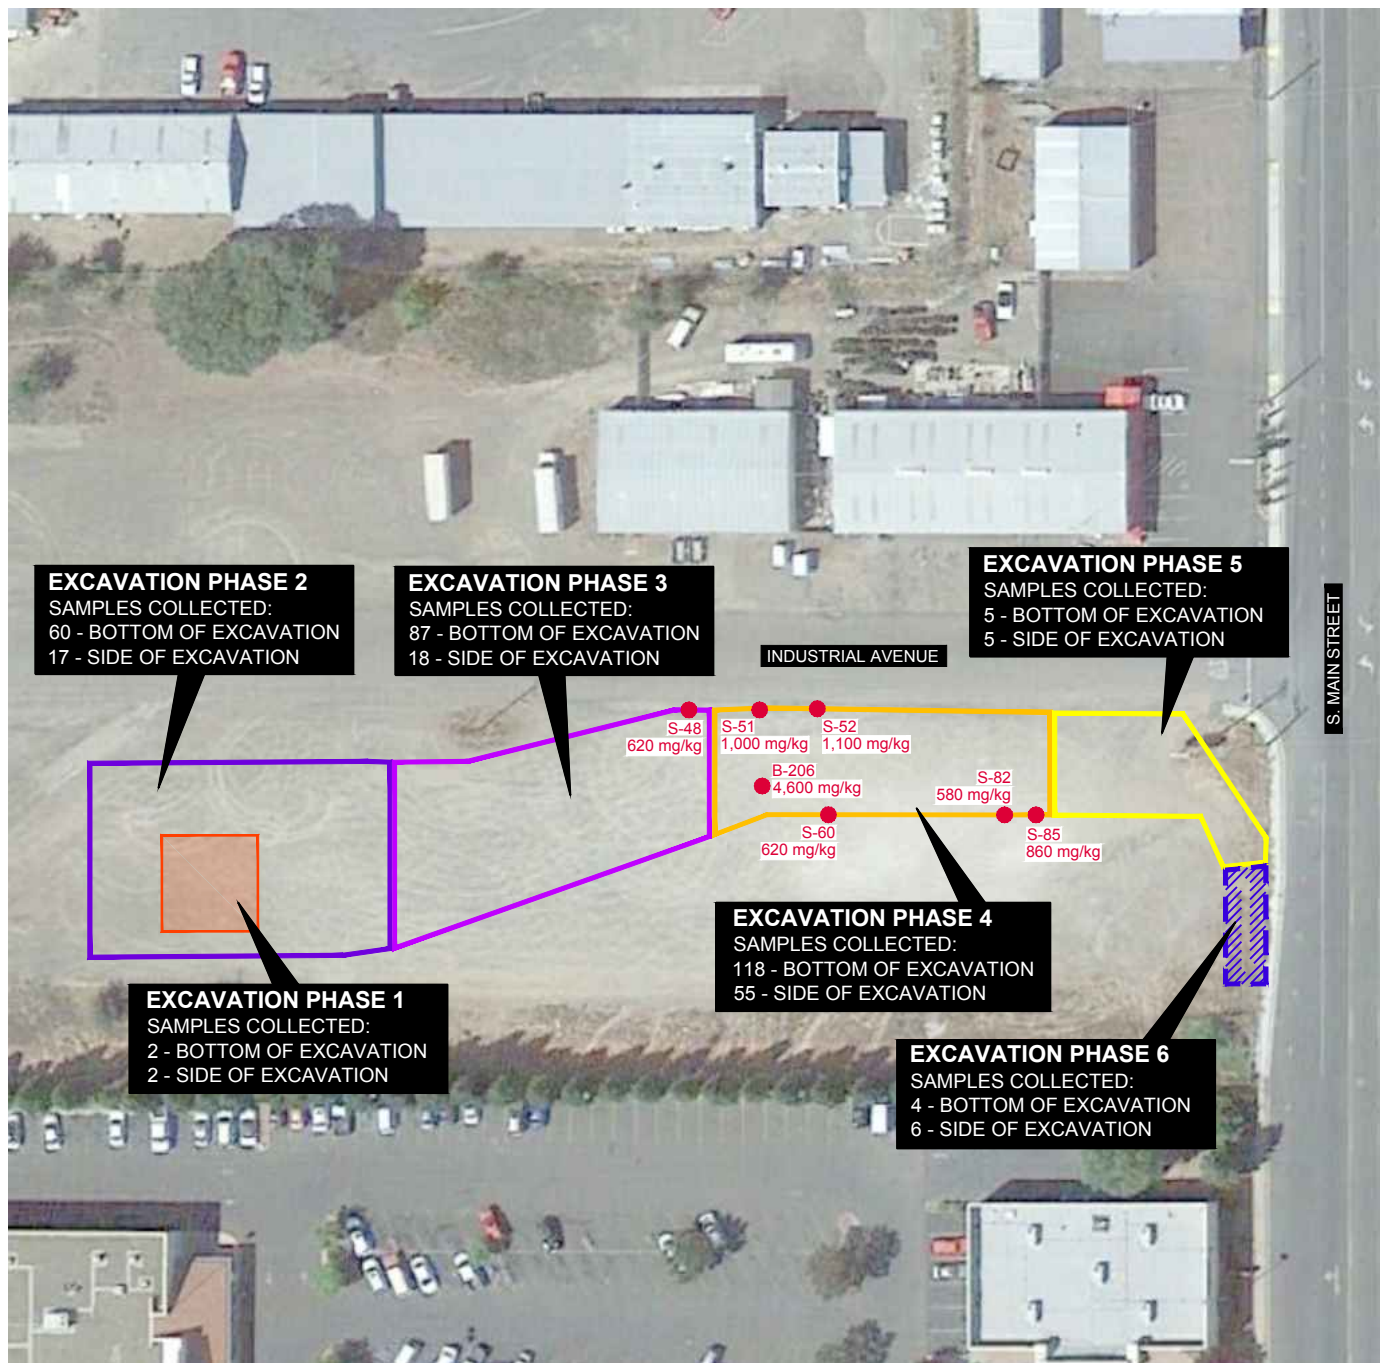 EXCAVATION PHASE 2
SAMPLES COLLECTED:
60 - BOTTOM OF EXCAVATION
17 - SIDE OF EXCAVATION
EXCAVATION PHASE 3
SAMPLES COLLECTED:
87 - BOTTOM OF EXCAVATION
18 - SIDE OF EXCAVATION
EXCAVATION PHASE 5
SAMPLES COLLECTED:
5 - BOTTOM OF EXCAVATION
5 - SIDE OF EXCAVATION
INDUSTRIAL AVENUE
S. MAIN STREET
S-48
620 mg/kg
S-51
1,000 mg/kg
S-52
1,100 mg/kg
B-206
4,600 mg/kg
S-82
580 mg/kg
S-60
620 mg/kg
S-85
860 mg/kg
EXCAVATION PHASE 4
SAMPLES COLLECTED:
118 - BOTTOM OF EXCAVATION
55 - SIDE OF EXCAVATION
EXCAVATION PHASE 1
SAMPLES COLLECTED:
2 - BOTTOM OF EXCAVATION
2 - SIDE OF EXCAVATION
EXCAVATION PHASE 6
SAMPLES COLLECTED:
4 - BOTTOM OF EXCAVATION
6 - SIDE OF EXCAVATION